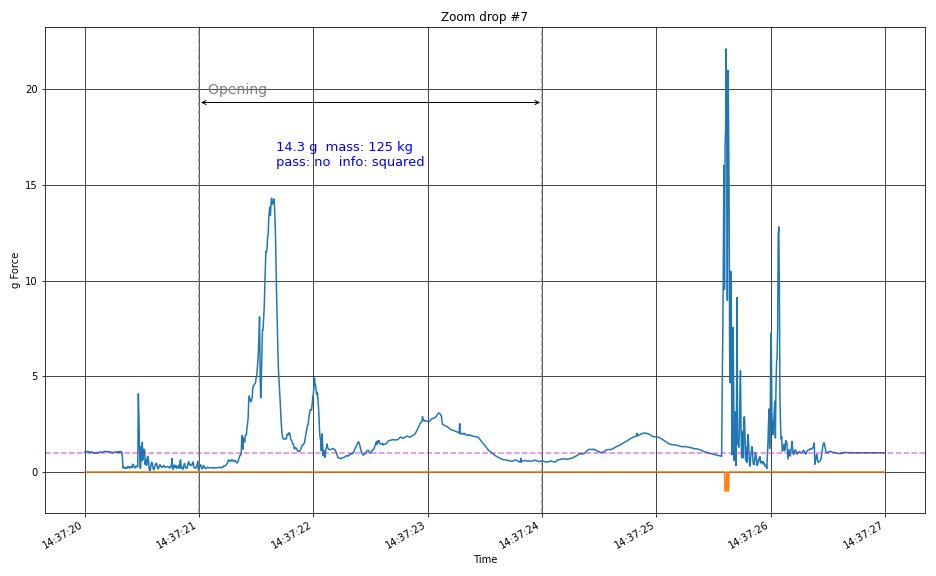 Zoom drop #7
20
Opening
14.3 g  mass: 125 kg
pass: no  info: squared
15
g Force
10
5
0
14:37:20
14:37:21
14:37:22
14:37:23
14:37:24
14:37:25
14:37:26
14:37:27
Time